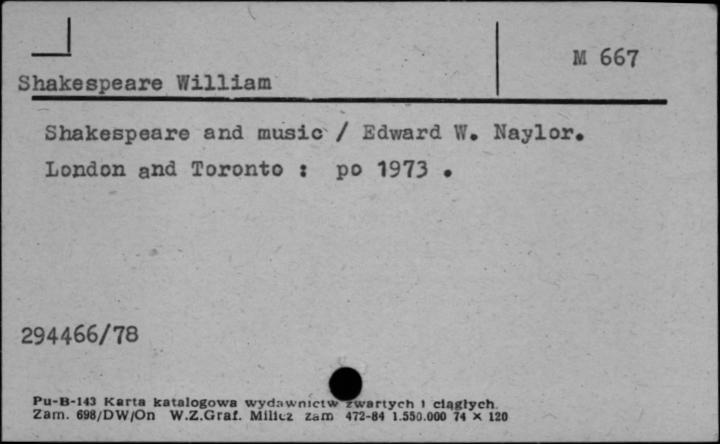 M 667
Shakespeare William
Shakespeare and music / Edward W. Naylor.
London and Toronto : po 1973 .
294466/78
Pu-B-143 Karta katalogowa wydawnictw zwartych i ciągłych.
Zam. 698/DW/On W.Z.Graf. Milicz zam 472-84 1.550.000 74 × 120